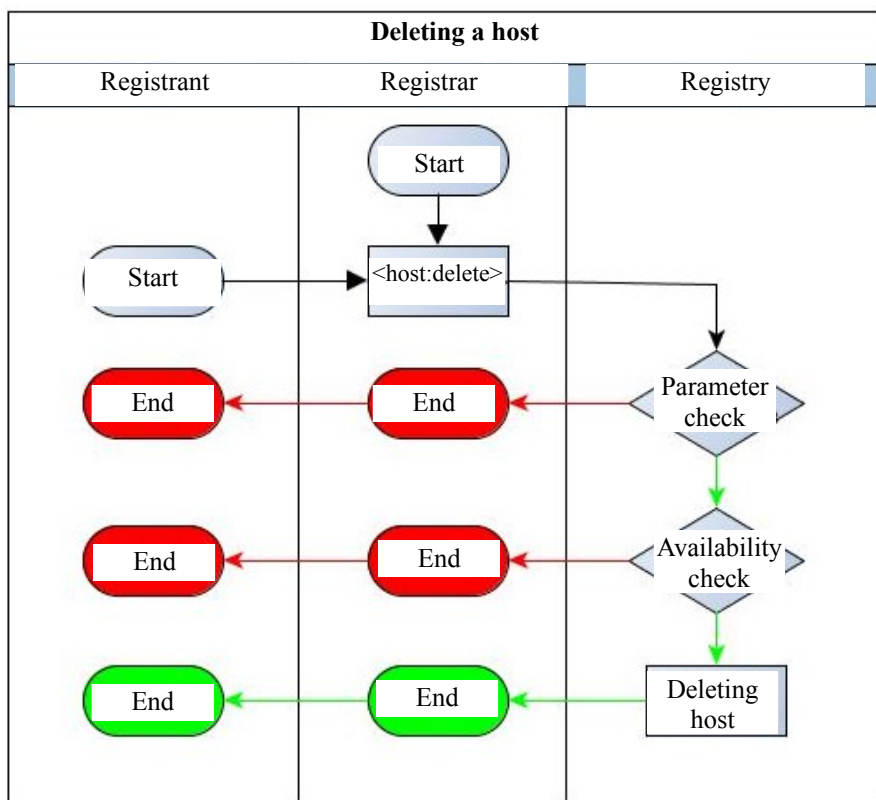 Deleting a host
Registrant
Registrar
Registry
Start
Start
<host:delete>
End
End
Parameter
check
End
End
Availability
check
End
End
Deleting
host